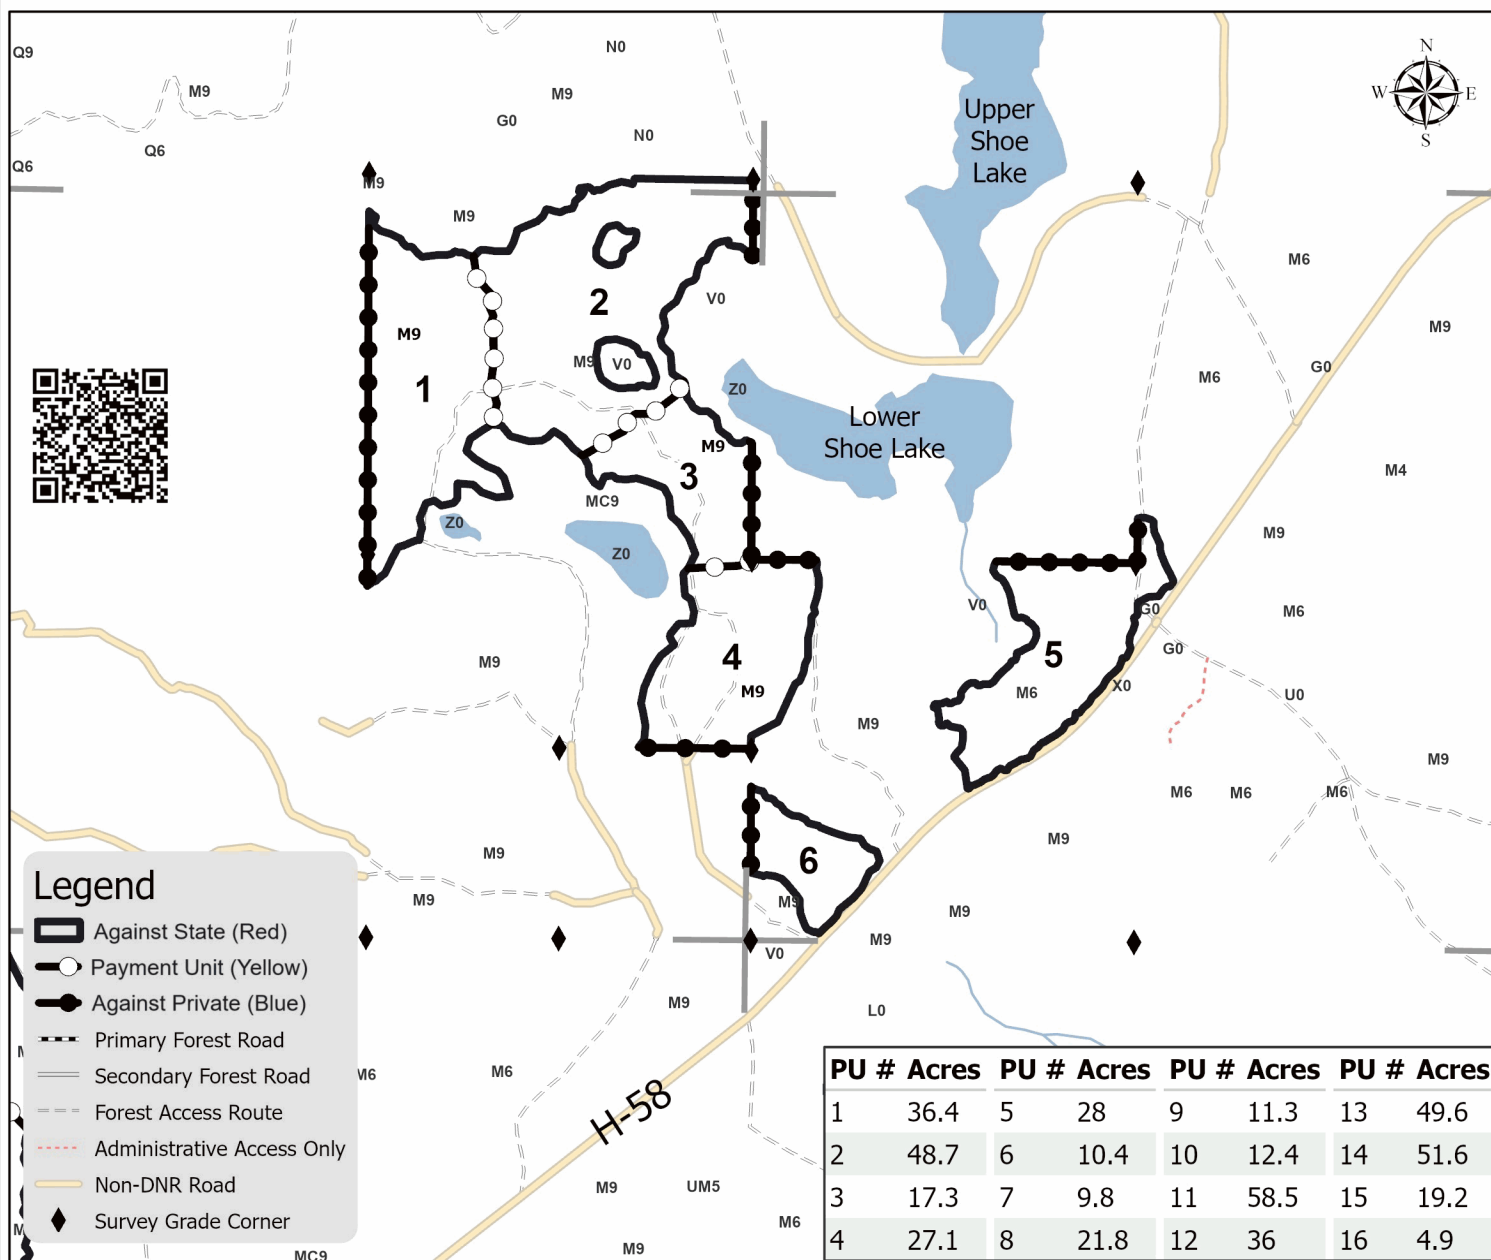 Q9
N0
N
M9
M9
W E
G0
N0
S
Upper
Shoe
Lake
Q6
Q6
M9
M9
M6
2
V0
M9
M9
M9
V0
G0
M6
1
Z0
Lower
Shoe Lake
M9
3
M4
MC9
Z0
Z0
M9
V0
G0
M6
4
5
G0
M9
M9
M6
X0
U0
M9
M9
M6
M6
M6
M9
M9
6
M9
M9
M9
M9
V0
M9
L0
M6
M6
H-58
M9
UM5
M6
M9
MC9
Legend
Against State (Red)
Payment Unit (Yellow)
Against Private (Blue)
Primary Forest Road
Secondary Forest Road
Forest Access Route
Administrative Access Only
Non-DNR Road
Survey Grade Corner
PU # Acres PU # Acres PU # Acres PU # Acres
1 36.4 5 28 9 11.3 13 49.6
2 48.7 6 10.4 10 12.4 14 51.6
3 17.3 7 9.8 11 58.5 15 19.2
4 27.1 8 21.8 12 36 16 4.9